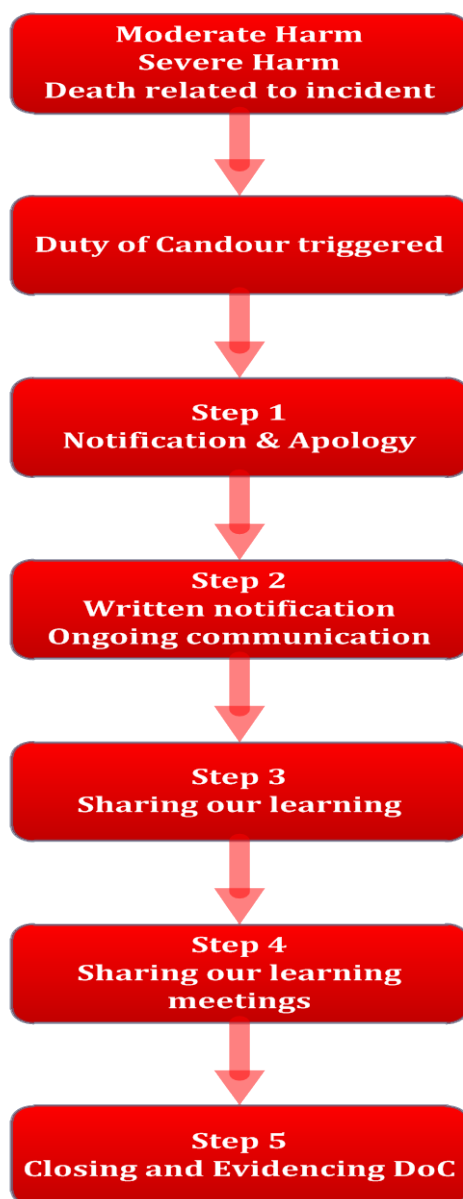 Moderate Harm
Severe Harm
Death related to incident
Duty of Candour triggered
Step 1
Notification & Apology
Step 2
Written notification
Ongoing communication
Step 3
Sharing our learning
Step 4
Sharing our learning
meetings
Step 5
Closing and Evidencing DoC